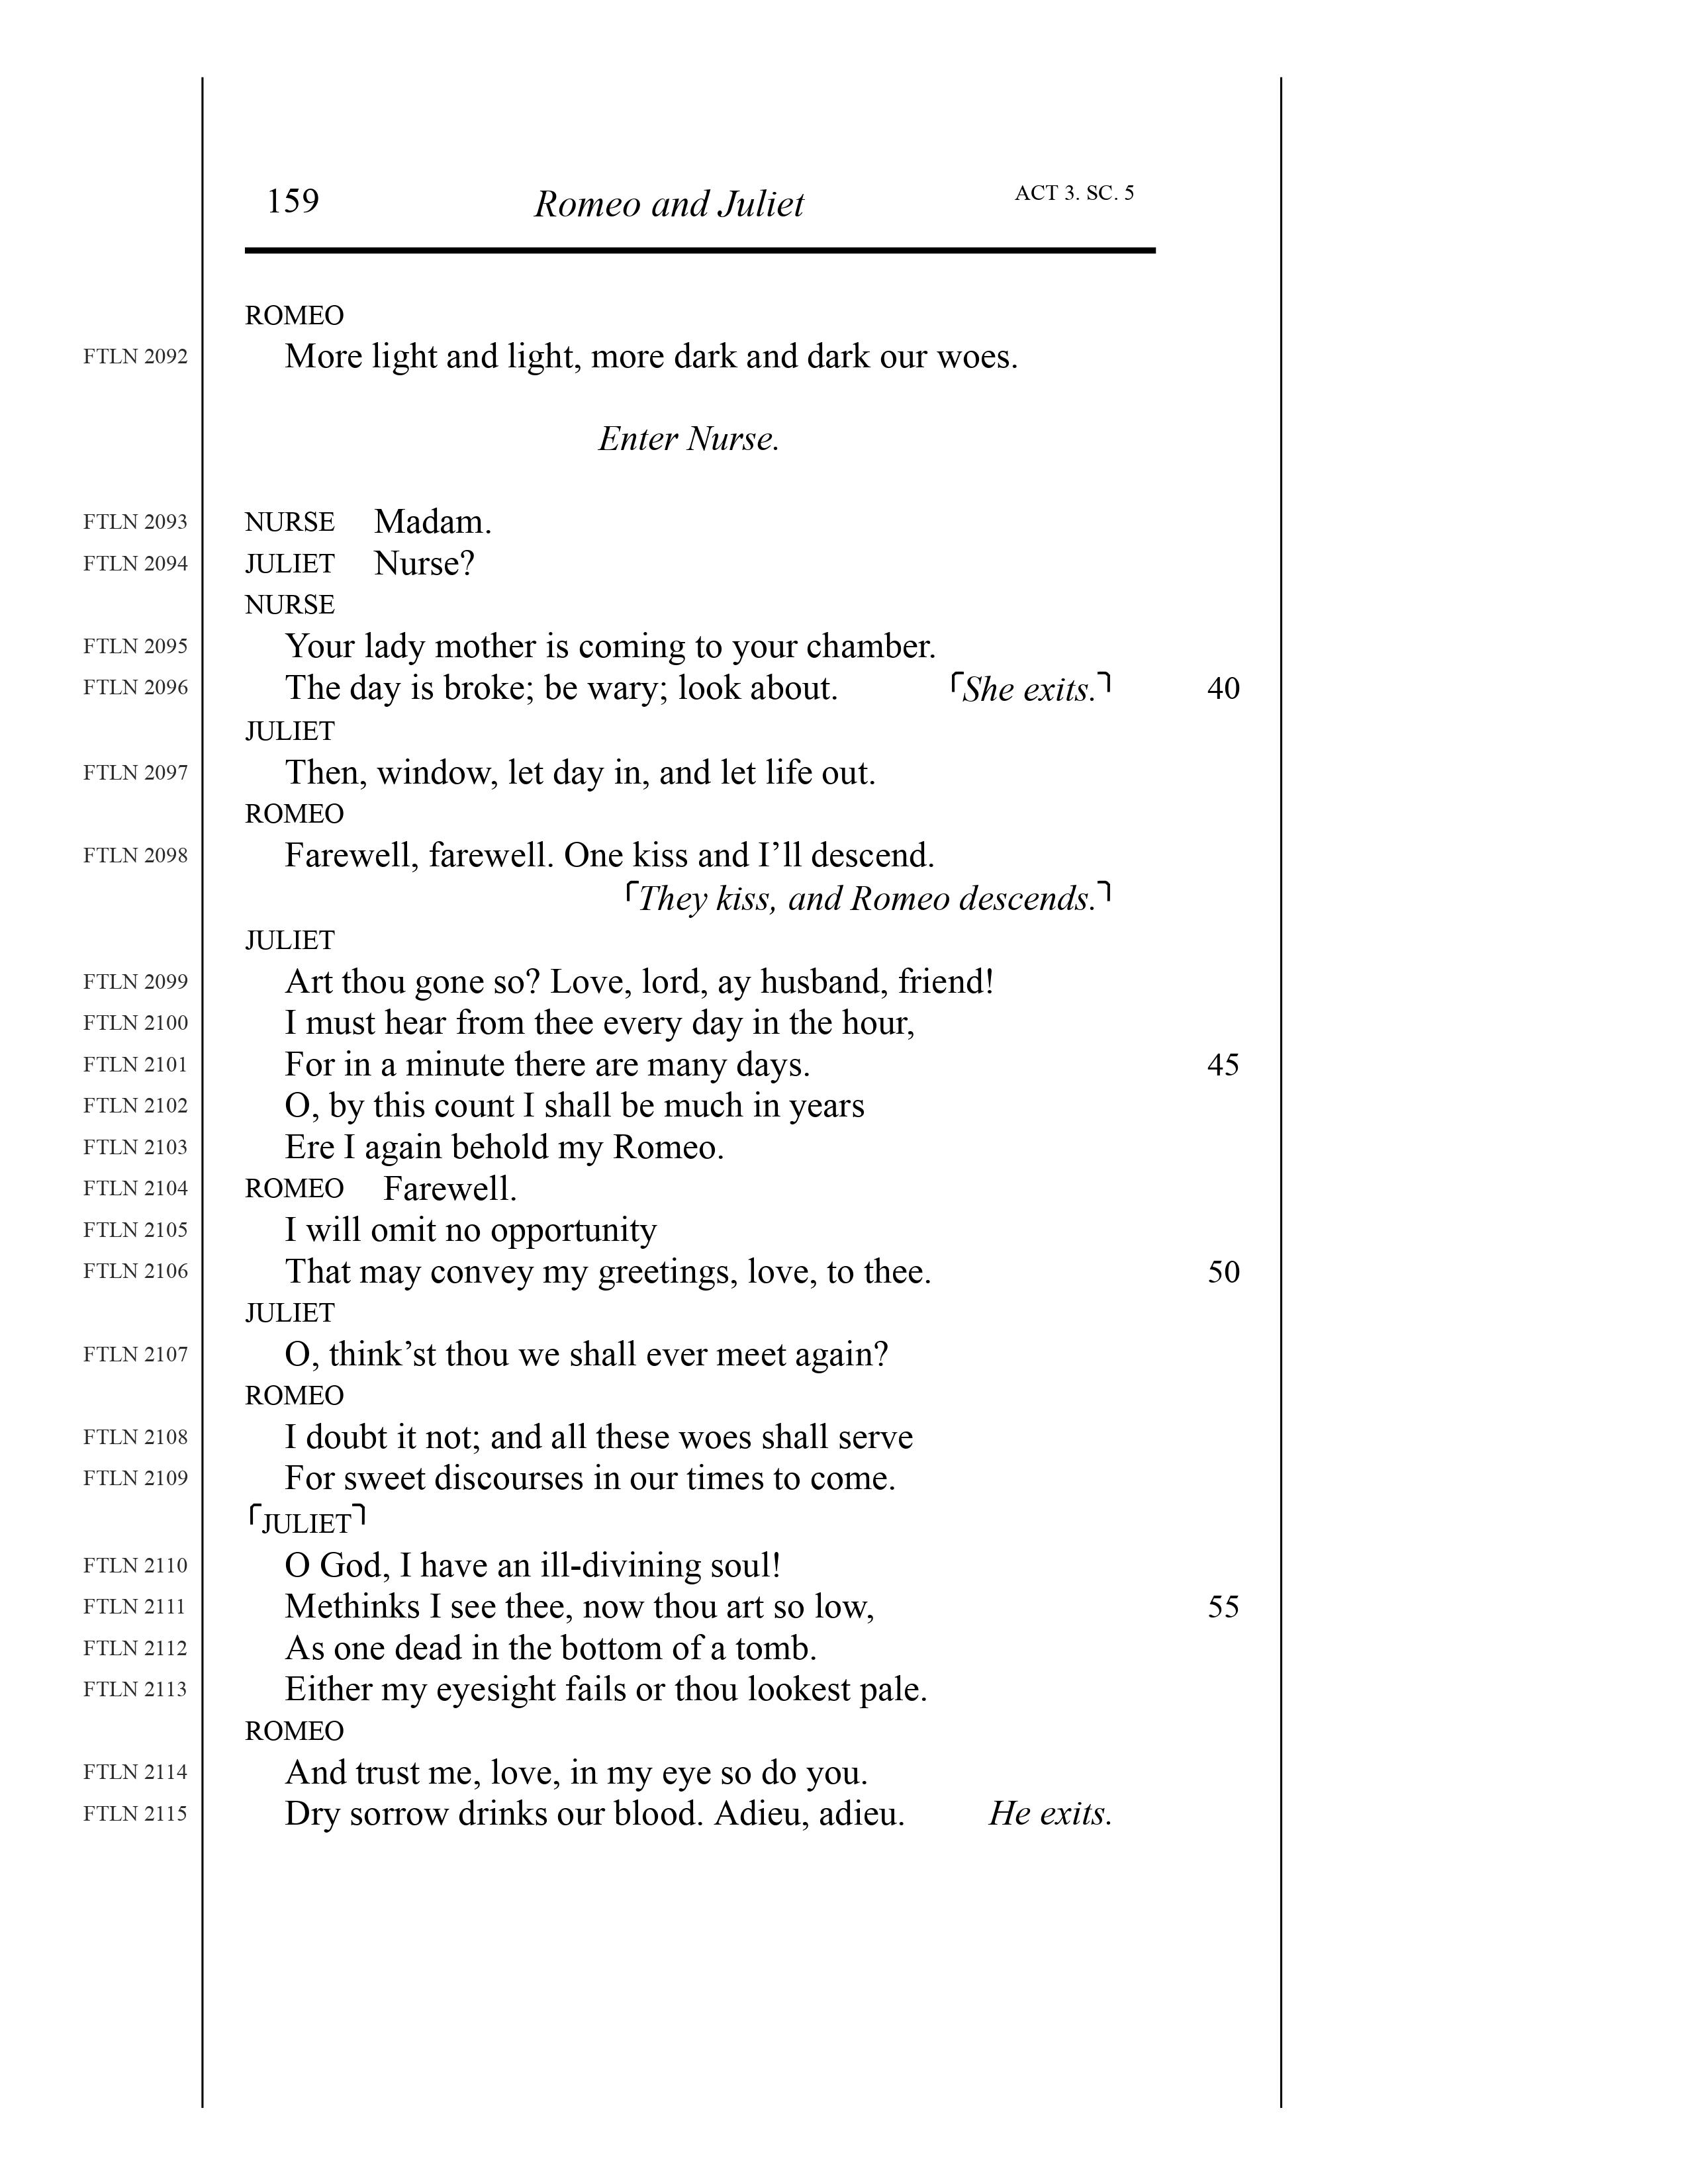 159 Romeo and Juliet ACT 3. SC. 5
ROMEO
FTLN 2092 More light and light, more dark and dark our woes.
Enter Nurse.
FTLN 2093 NURSE Madam.
FTLN 2094 JULIET Nurse?
NURSE
FTLN 2095 Your lady mother is coming to your chamber.
FTLN 2096 The day is broke; be wary; look about. ⌜She exits.⌝ 40
JULIET
FTLN 2097 Then, window, let day in, and let life out.
ROMEO
FTLN 2098 Farewell, farewell. One kiss and I’ll descend.
⌜They kiss, and Romeo descends.⌝
JULIET
FTLN 2099 Art thou gone so? Love, lord, ay husband, friend!
FTLN 2100 I must hear from thee every day in the hour,
FTLN 2101 For in a minute there are many days. 45
FTLN 2102 O, by this count I shall be much in years
FTLN 2103 Ere I again behold my Romeo.
FTLN 2104 ROMEO Farewell.
FTLN 2105 I will omit no opportunity
FTLN 2106 That may convey my greetings, love, to thee. 50
JULIET
FTLN 2107 O, think’st thou we shall ever meet again?
ROMEO
FTLN 2108 I doubt it not; and all these woes shall serve
FTLN 2109 For sweet discourses in our times to come.
⌜JULIET⌝
FTLN 2110 O God, I have an ill-divining soul!
FTLN 2111 Methinks I see thee, now thou art so low, 55
FTLN 2112 As one dead in the bottom of a tomb.
FTLN 2113 Either my eyesight fails or thou lookest pale.
ROMEO
FTLN 2114 And trust me, love, in my eye so do you.
FTLN 2115 Dry sorrow drinks our blood. Adieu, adieu. He exits.